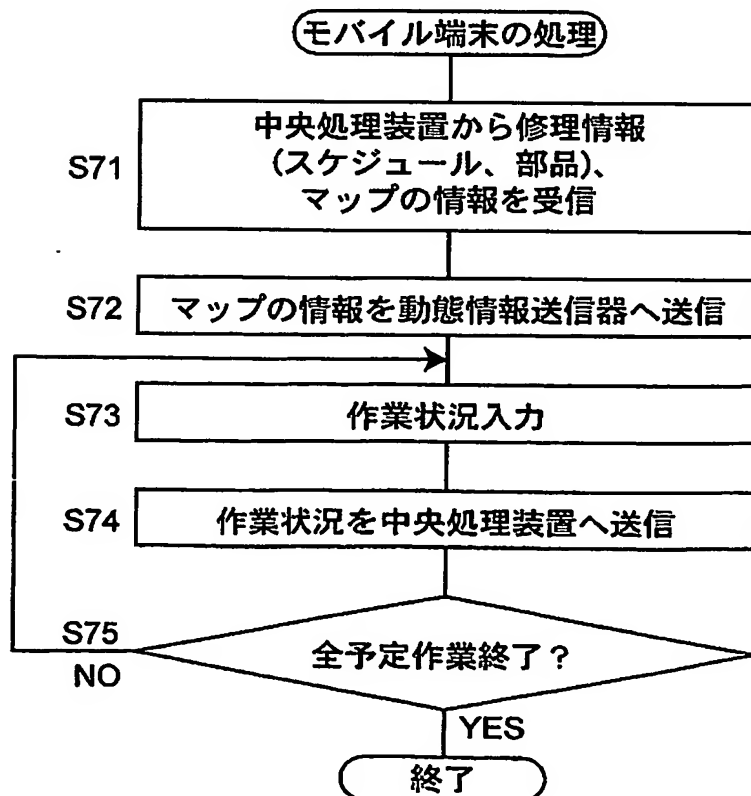 モバイル端末の処理
S71
中央処理装置から修理情報
(スケジュール、部品)、
マップの情報を受信
S72
マップの情報を動態情報送信器へ送信
S73
作業状況入力
S74
作業状況を中央処理装置へ送信
S75
全予定作業終了？
NO
YES
終了